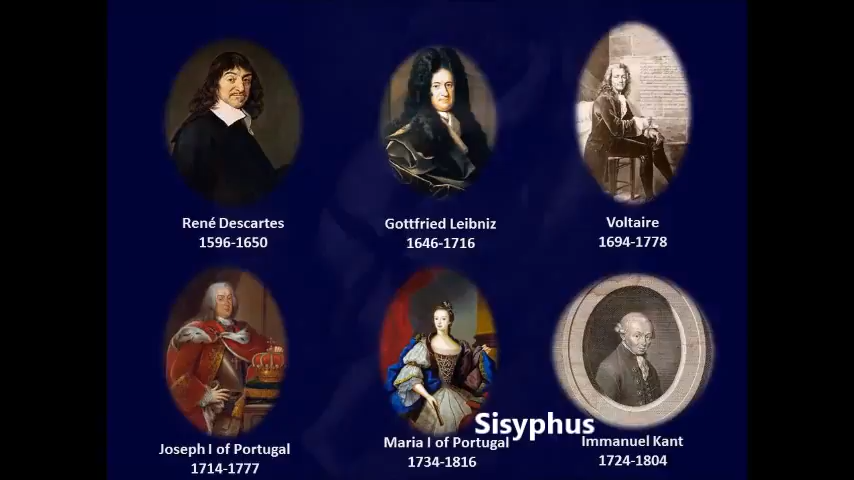 René Descartes
1596-1650
Gottfried Leibniz
1646-1716
Voltaire
1694-1778
Joseph I of Portugal
1714-1777
Maria I of Portugal
1734-1816
Sisyphus
Immanuel Kant
1724-1804